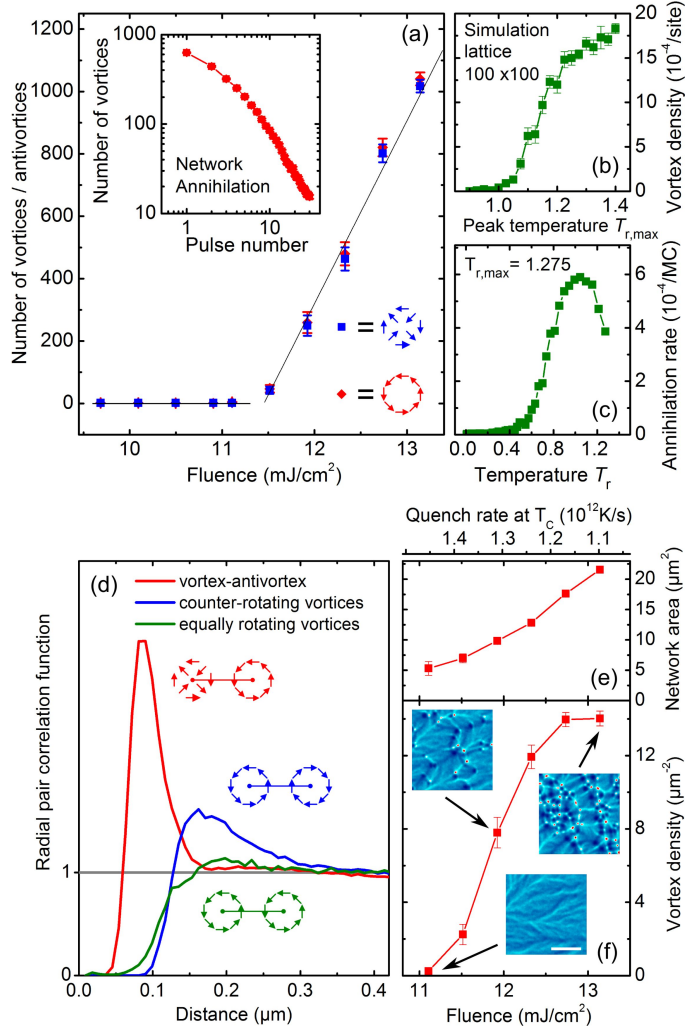 (a)
Number of vortices / antivortices
1200
1000
800
600
400
200
0
10
11
12
13
Fluence (mJ/cm²)
Number of vortices
1000
100
10
1
10
Pulse number
Network
Annihilation
=
=
Simulation
lattice
100 x100
(b)
20
15
10
5
0
Vortex density (10⁻⁴/site)
1.0
1.2
1.4
Peak temperature Tr,max
Tr,max = 1.275
(c)
6
4
2
0
Annihilation rate (10⁻⁴/MC)
0.0
0.4
0.8
1.2
Temperature Tr
(d)
vortex-antivortex
counter-rotating vortices
equally rotating vortices
Radial pair correlation function
1
0
0.0
0.1
0.2
0.3
0.4
Distance (µm)
Quench rate at TC (10¹²K/s)
1.4
1.3
1.2
1.1
20
15
10
5
0
Network area (µm²)
(e)
12
8
4
0
Vortex density (µm⁻²)
(f)
11
12
13
Fluence (mJ/cm²)